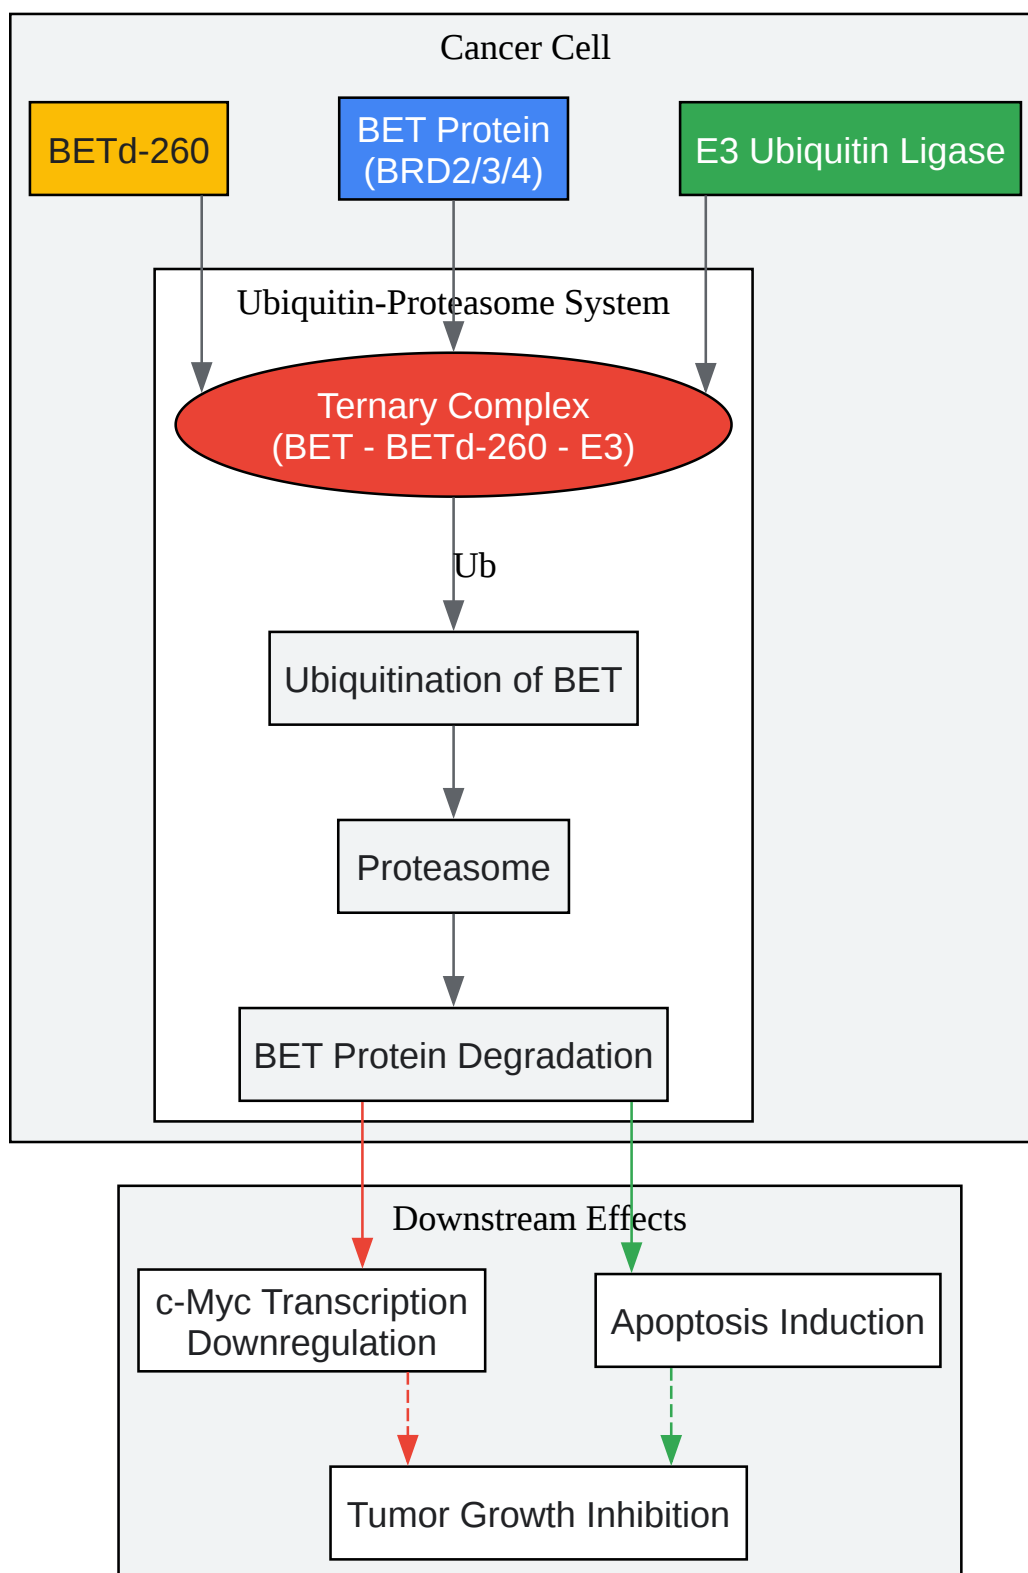 Cancer Cell
BETd-260
BET Protein
(BRD2/3/4)
E3 Ubiquitin Ligase
Ubiquitin-Proteasome System
Ternary Complex
(BET - BETd-260 - E3)
Ub
Ubiquitination of BET
Proteasome
BET Protein Degradation
Downstream Effects
c-Myc Transcription
Downregulation
Apoptosis Induction
Tumor Growth Inhibition